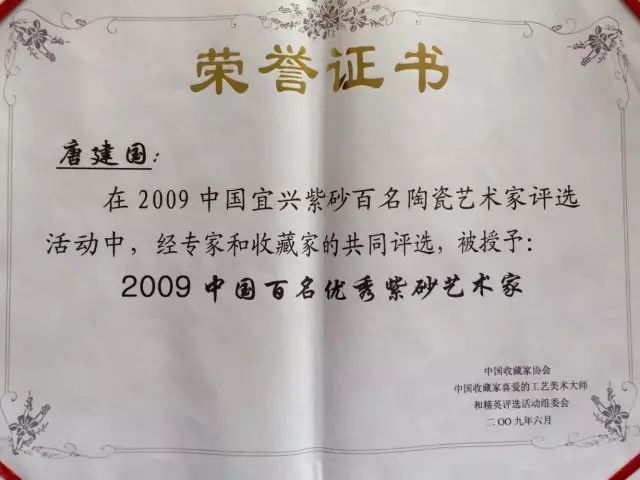 荣誉证书
唐建国：
在2009中国宜兴紫砂百名陶瓷艺术家评选
活动中，经专家和收藏家的共同评选，被授予：
2009中国百名优秀紫砂艺术家
中国收藏家协会
中国收藏家喜爱的工艺美术大师
和精英评选活动组委会
二OO九年六月